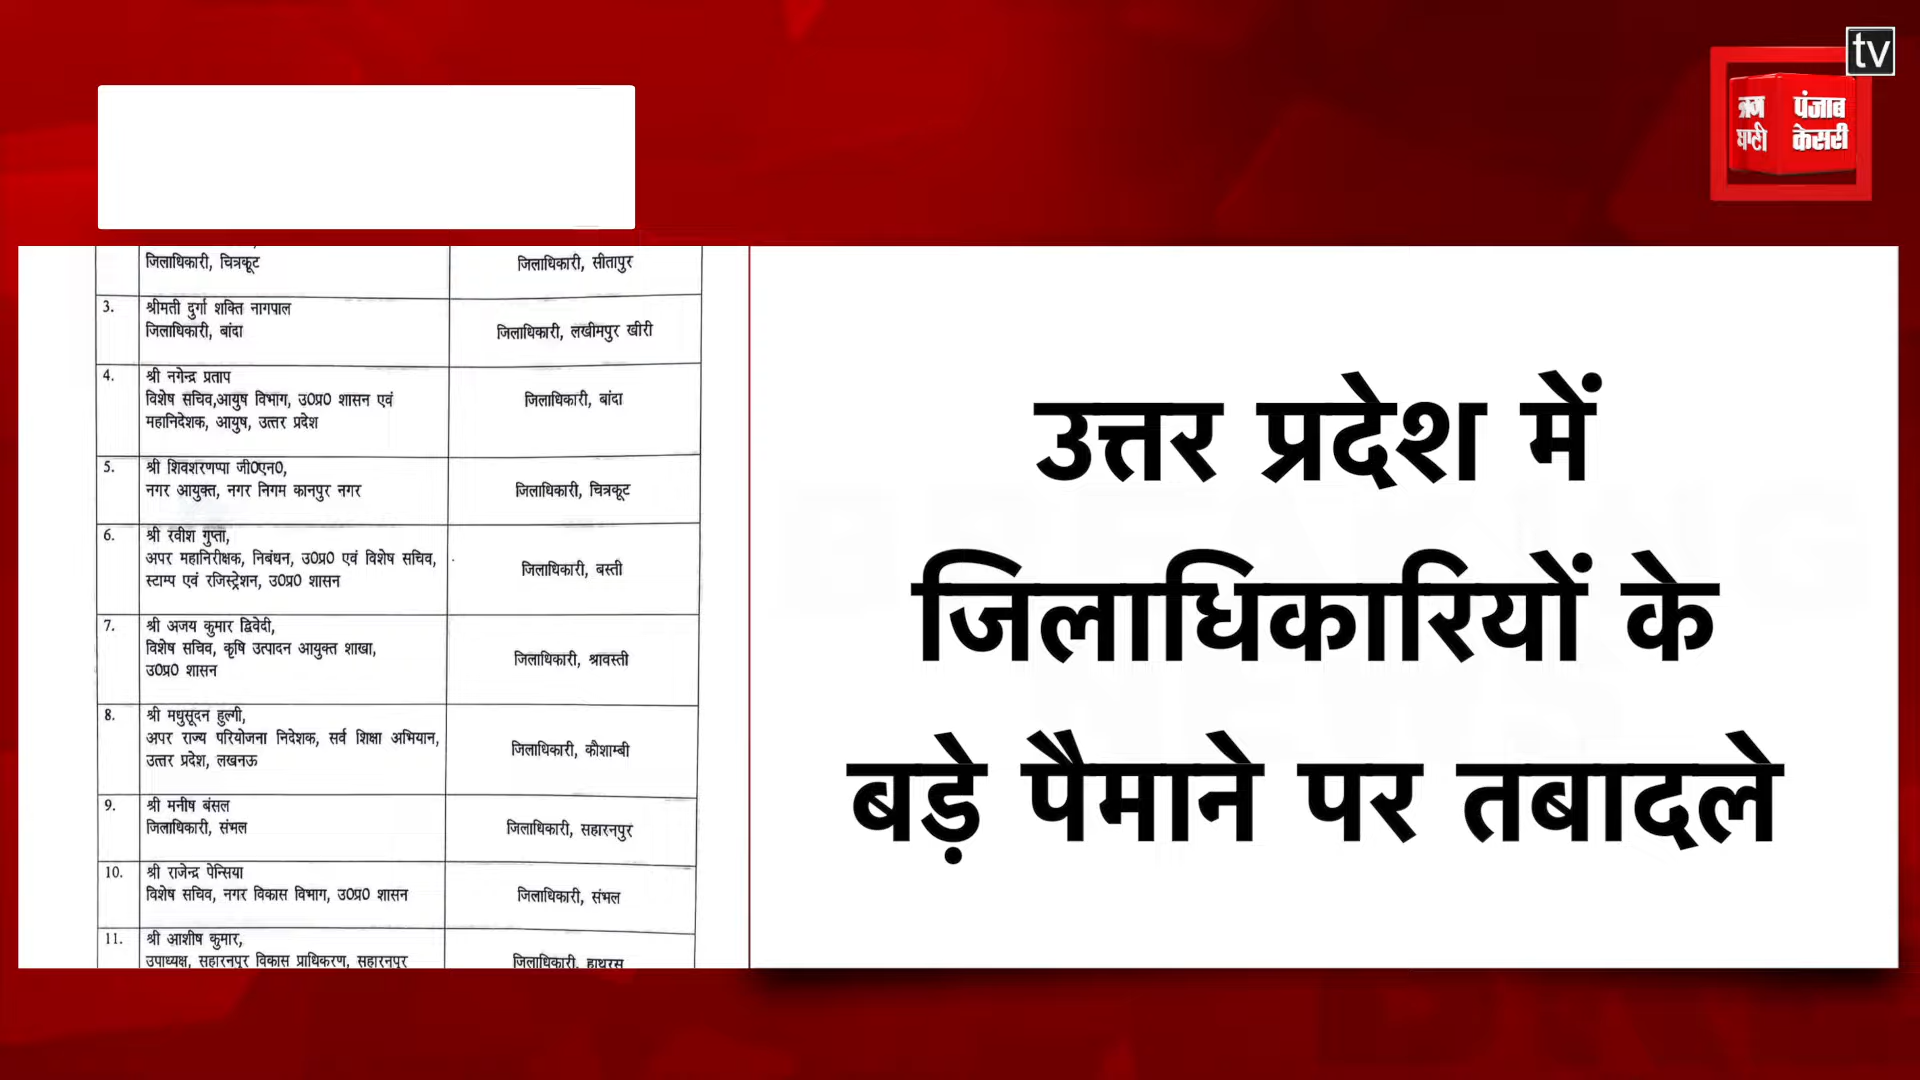 tv
पंजाब
केसरी
जिलाधिकारी, चित्रकूट
जिलाधिकारी, सीतापुर
3.
श्रीमती दुर्गा शक्ति नागपाल
जिलाधिकारी, बांदा
जिलाधिकारी, लखीमपुर खीरी
4.
श्री नगेन्द्र प्रताप
विशेष सचिव,आयुष विभाग, उ0प्र0 शासन एवं
महानिदेशक, आयुष, उत्तर प्रदेश
जिलाधिकारी, बांदा
5.
श्री शिवशरणप्पा जी0एन0,
नगर आयुक्त, नगर निगम कानपुर नगर
जिलाधिकारी, चित्रकूट
6.
श्री रवीश गुप्ता,
अपर महानिरीक्षक, निबंधन, उ0प्र0 एवं विशेष सचिव,
स्टाम्प एवं रजिस्ट्रेशन, उ0प्र0 शासन
जिलाधिकारी, बस्ती
7.
श्री अजय कुमार द्विवेदी,
विशेष सचिव, कृषि उत्पादन आयुक्त शाखा,
उ0प्र0 शासन
जिलाधिकारी, श्रावस्ती
8.
श्री मधुसूदन हुल्गी,
अपर राज्य परियोजना निदेशक, सर्व शिक्षा अभियान,
उत्तर प्रदेश, लखनऊ
जिलाधिकारी, कौशाम्बी
9.
श्री मनीष बंसल
जिलाधिकारी, संभल
जिलाधिकारी, सहारनपुर
10.
श्री राजेन्द्र पेन्सिया
विशेष सचिव, नगर विकास विभाग, उ0प्र0 शासन
जिलाधिकारी, संभल
11.
श्री आशीष कुमार,
उपाध्यक्ष, सहारनपुर विकास प्राधिकरण, सहारनपुर
जिलाधिकारी, हाथरस
उत्तर प्रदेश में
जिलाधिकारियों के
बड़े पैमाने पर तबादले